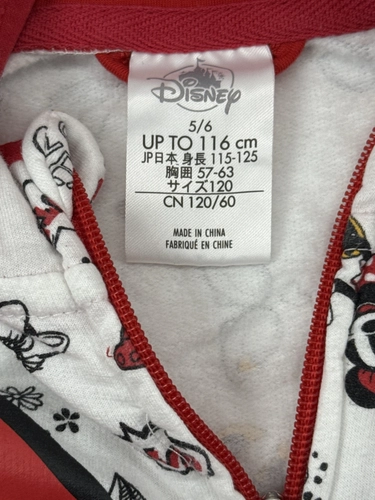 Disney
5/6
UP TO 116 cm
JP日本 身長 115-125
胸囲 57-63
サイズ120
CN 120/60
MADE IN CHINA
FABRIQUÉ EN CHINE